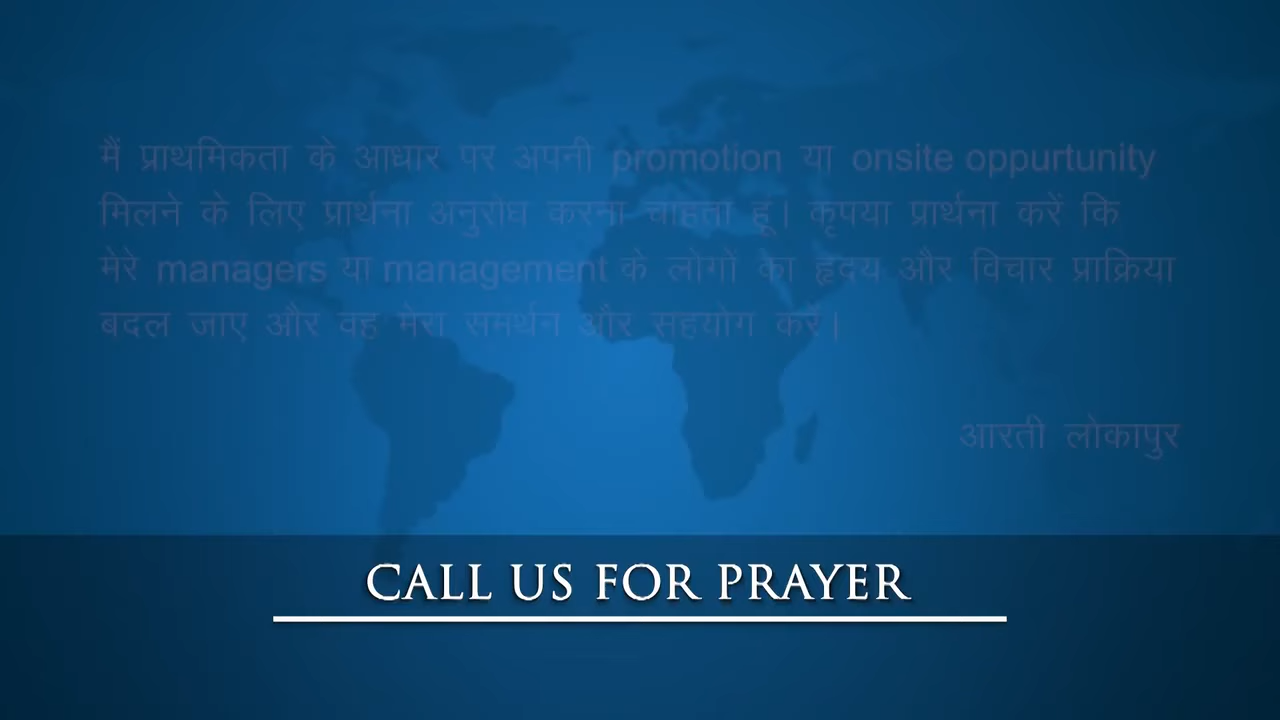 मैं प्राथमिकता के आधार पर अपनी promotion या onsite oppurtunity
मिलने के लिए प्रार्थना अनुरोध करना चाहता हूं। कृपया प्रार्थना करें कि
मेरे managers या management के लोगों का हृदय और विचार प्राक्रिया
बदल जाए और वह मेरा समर्थन और सहयोग करें।
आरती लोकापुर
CALL US FOR PRAYER